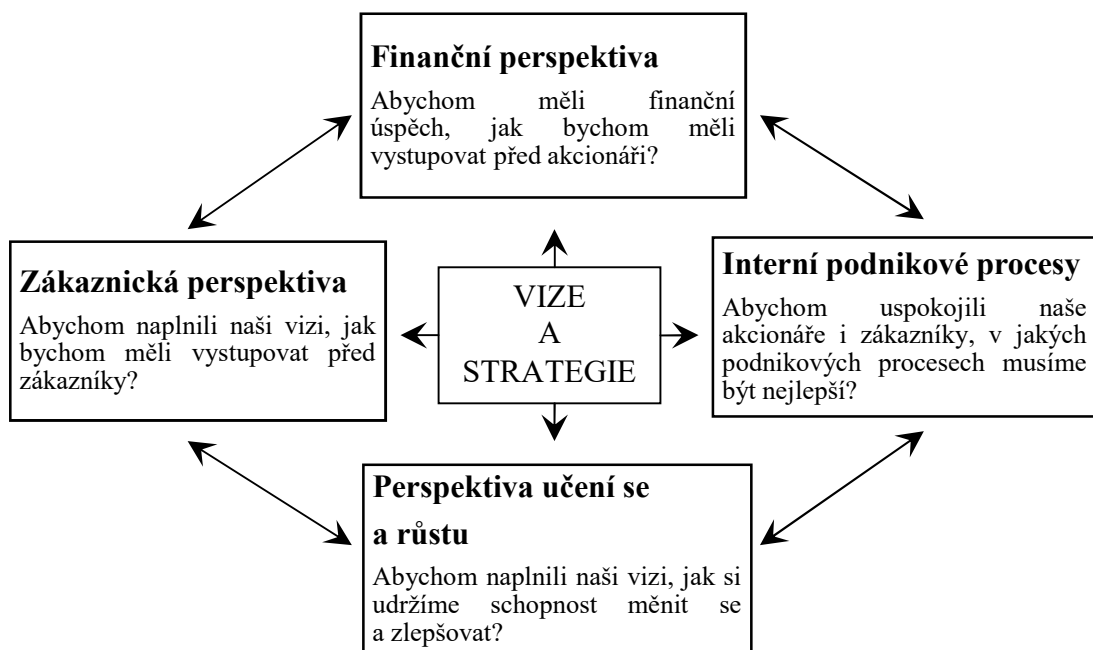 Finanční perspektiva
Abychom měli finanční
úspěch, jak bychom měli
vystupovat před akcionáři?
Zákaznická perspektiva
Abychom naplnili naši vizi, jak
bychom měli vystupovat před
zákazníky?
VIZE
A
STRATEGIE
Interní podnikové procesy
Abychom uspokojili naše
akcionáře i zákazníky, v jakých
podnikových procesech musíme
být nejlepší?
Perspektiva učení se
a růstu
Abychom naplnili naši vizi, jak si
udržíme schopnost měnit se
a zlepšovat?